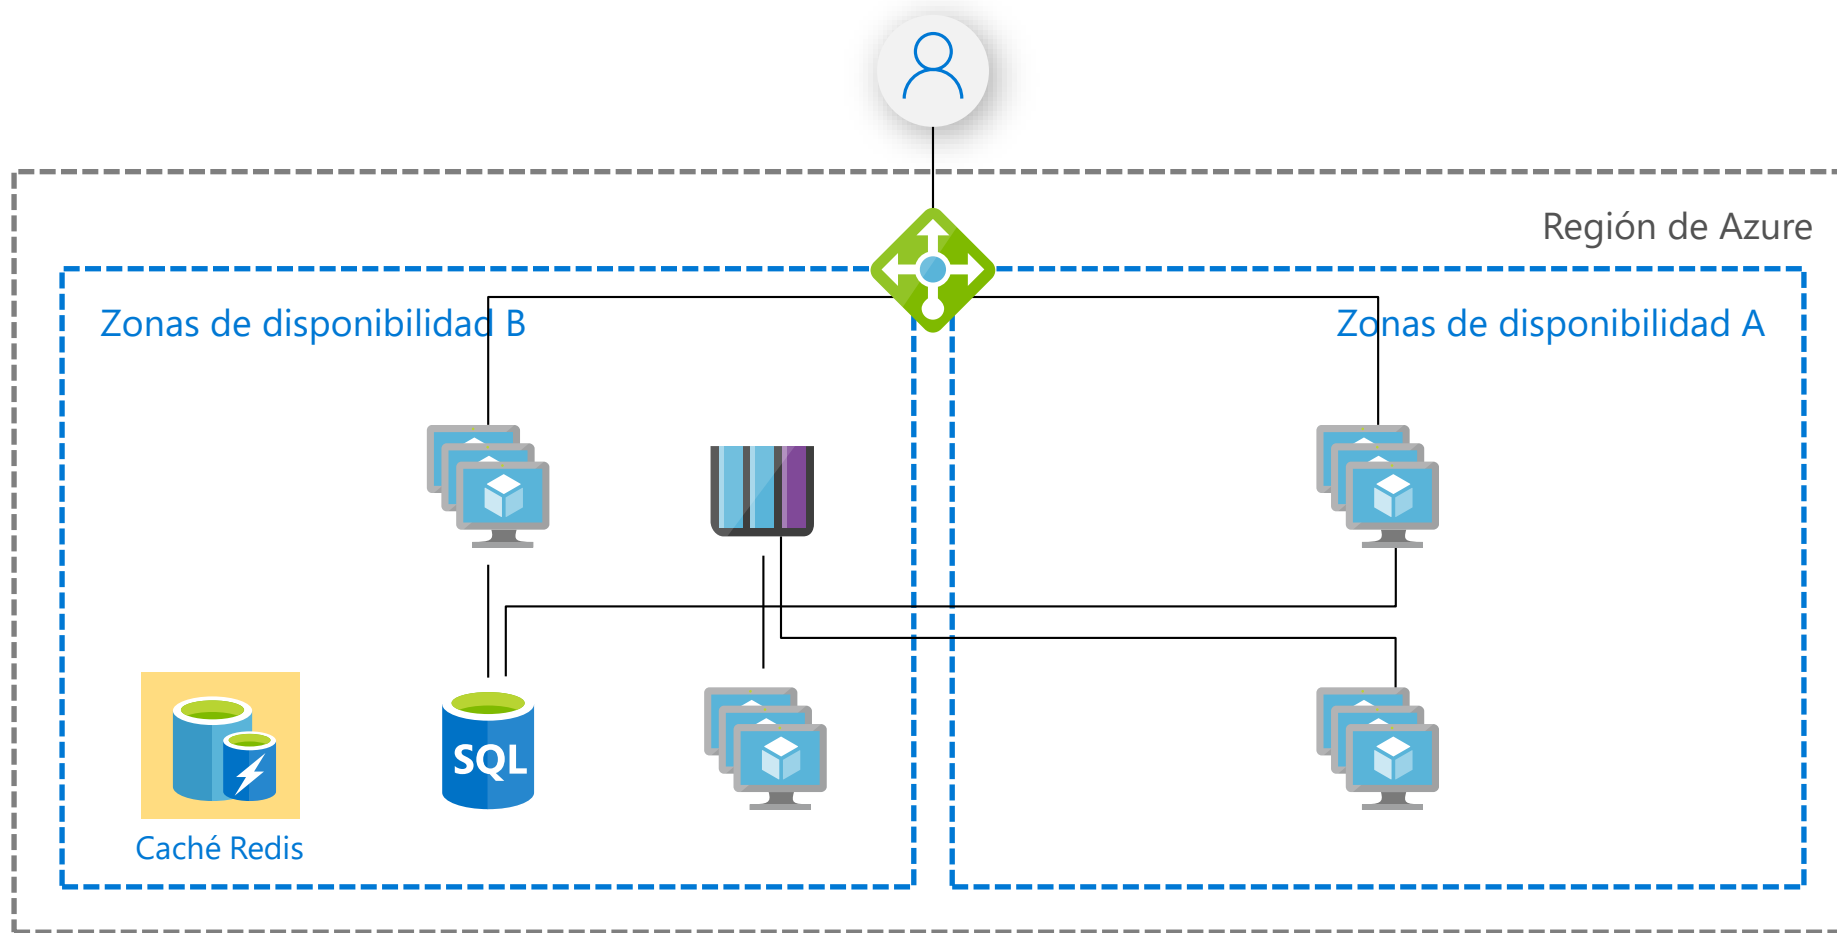 Región de Azure
Zonas de disponibilidad B
Zonas de disponibilidad A
SQL
Caché Redis